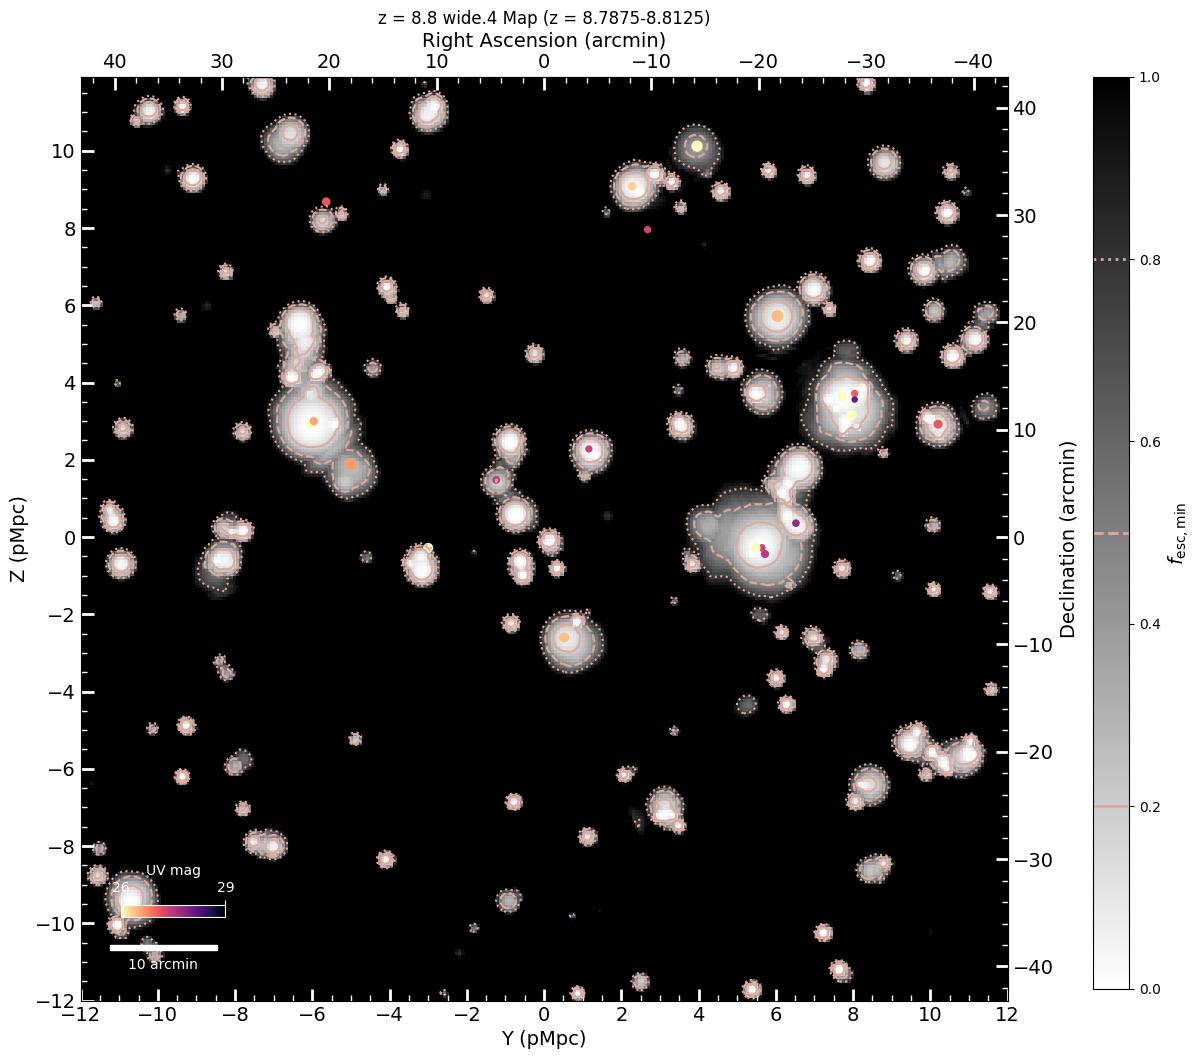 z = 8.8 wide.4 Map (z = 8.7875-8.8125)
Right Ascension (arcmin)
40 30 20 10 0 −10 −20 −30 −40
10
8
6
4
2
0
−2
−4
−6
−8
−10
−12
Z (pMpc)
−12 −10 −8 −6 −4 −2 0 2 4 6 8 10 12
Y (pMpc)
40
30
20
10
0
−10
−20
−30
−40
Declination (arcmin)
UV mag
26 29
10 arcmin
1.0
0.8
0.6
0.4
0.2
0.0
f_esc,min